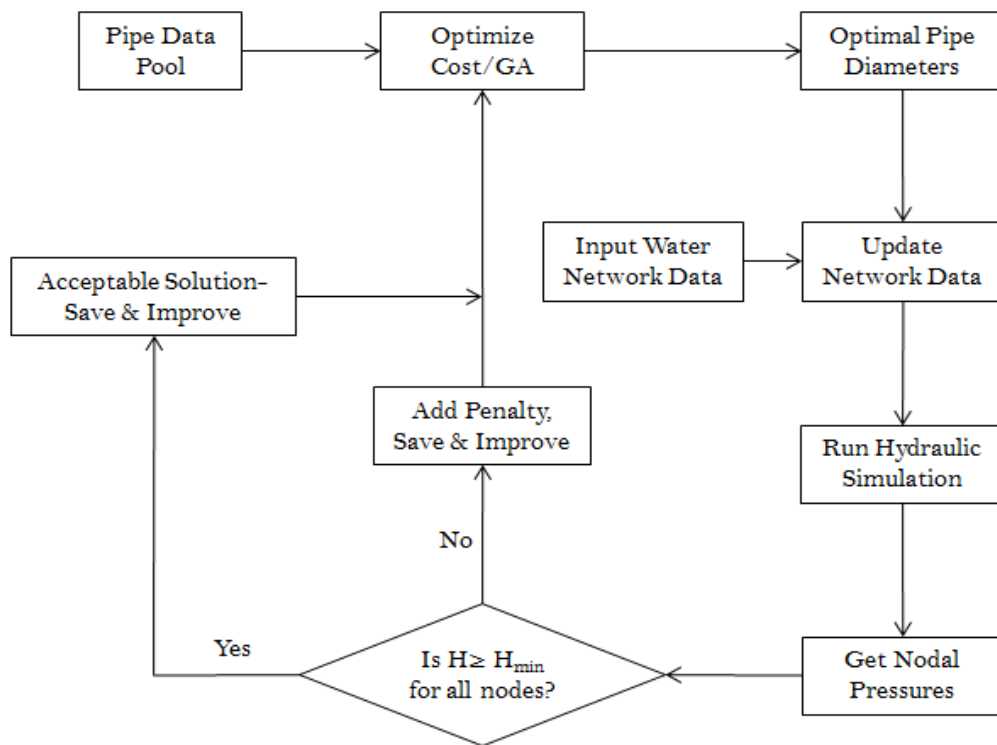 Pipe Data
Pool
Optimize
Cost/GA
Optimal Pipe
Diameters
Input Water
Network Data
Update
Network Data
Acceptable Solution–
Save & Improve
Add Penalty,
Save & Improve
Run Hydraulic
Simulation
No
Yes
Is H≥ Hmin
for all nodes?
Get Nodal
Pressures